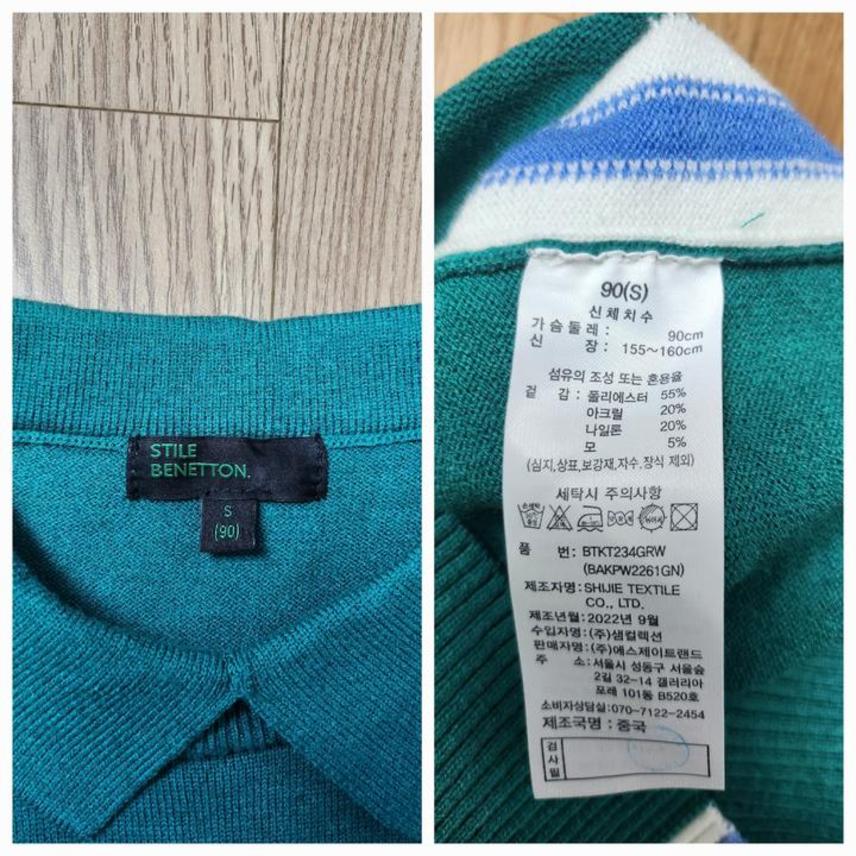 STILE
BENETTON.
S
(90)
90(S)
신체치수
가슴둘레 : 90cm
신 장 : 155~160cm
섬유의 조성 또는 혼용율
겉 감 : 폴리에스터 55%
아크릴 20%
나일론 20%
모 5%
(심지,상표,보강재,자수,장식 제외)
세탁시 주의사항
품 번: BTKT234GRW
(BAKPW2261GN)
제조자명: SHIJIE TEXTILE
CO., LTD.
제조년월: 2022년 9월
수입자명: (주)샘컬렉션
판매자명: (주)에스제이트랜드
주 소: 서울시 성동구 서울숲
2길 32-14 갤러리아
포레 101동 B520호
소비자상담실: 070-7122-2454
제조국명 : 중국
검
사
필